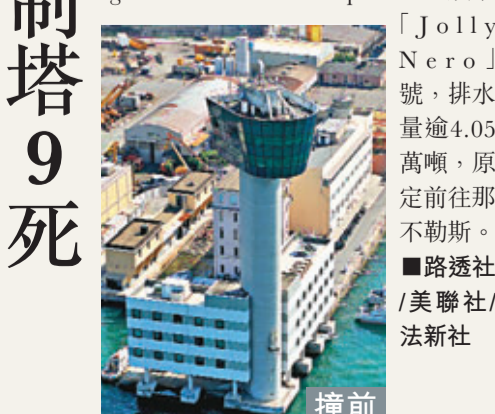 制塔9死
「Jolly
Nero」
號，排水
量逾4.05
萬噸，原
定前往那
不勒斯。
■路透社
/美聯社/
法新社
撞前